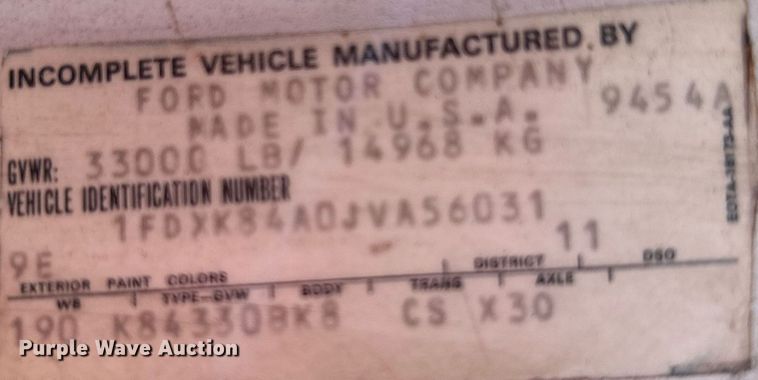 INCOMPLETE VEHICLE MANUFACTURED BY
FORD MOTOR COMPANY
MADE IN U.S.A.
9454A
GVWR: 33000 LB/ 14968 KG
VEHICLE IDENTIFICATION NUMBER
1FDXK84A0JVA56031
11
9E
EXTERIOR PAINT COLORS
DISTRICT
DSO
WB TYPE-GVW BODY TRANS AXLE
190 K84330BK8 CS X30
Purple Wave Auction